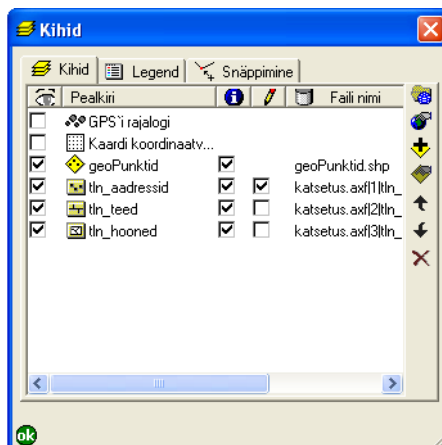 Kihid
Kihid Legend Snäppimine
Pealkiri Faili nimi
GPS`i rajalogi
Kaardi koordinaatv...
geoPunktid geoPunktid.shp
tln_aadressid katsetus.axf|1|tln_
tln_teed katsetus.axf|2|tln_
tln_hooned katsetus.axf|3|tln_
ok